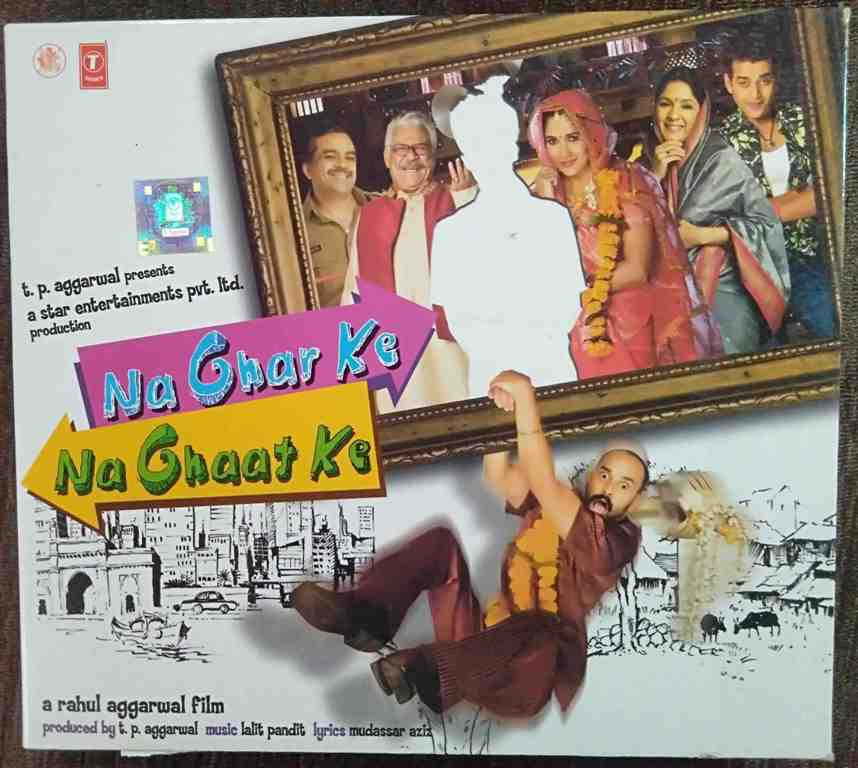 T
t. p. aggarwal presents
a star entertainments pvt. ltd.
production
Na Ghar Ke
Na Ghaat Ke
a rahul aggarwal film
produced by t. p. aggarwal music lalit pandit lyrics mudassar aziz